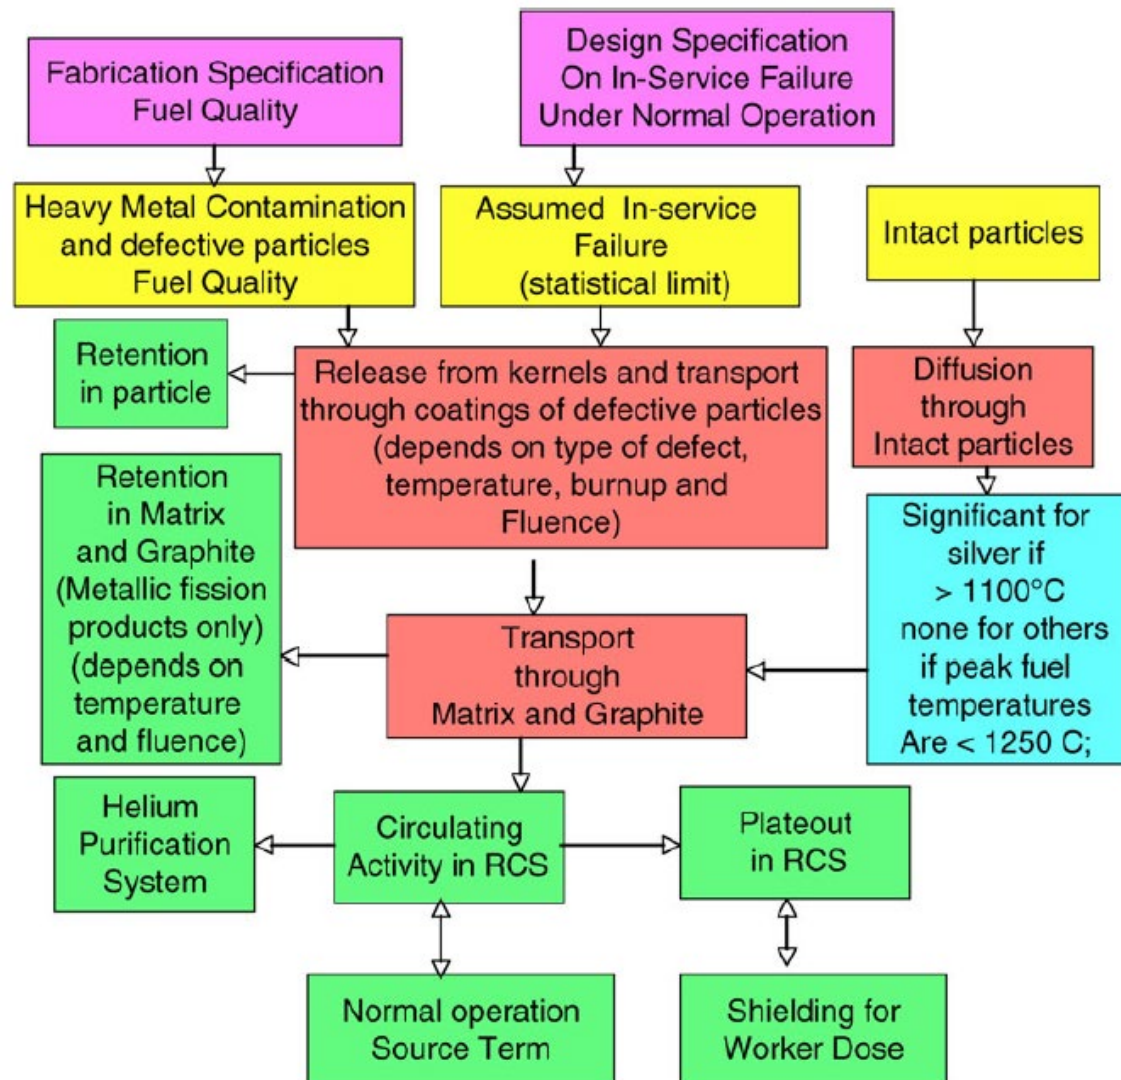 Fabrication Specification
Fuel Quality
Design Specification
On In-Service Failure
Under Normal Operation
Heavy Metal Contamination
and defective particles
Fuel Quality
Assumed In-service
Failure
(statistical limit)
Intact particles
Retention
in particle
Release from kernels and transport
through coatings of defective particles
(depends on type of defect,
temperature, burnup and
Fluence)
Diffusion
through
Intact particles
Retention
in Matrix
and Graphite
(Metallic fission
products only)
(depends on
temperature
and fluence)
Transport
through
Matrix and Graphite
Significant for
silver if
> 1100°C
none for others
if peak fuel
temperatures
Are < 1250 C;
Helium
Purification
System
Circulating
Activity in RCS
Plateout
in RCS
Normal operation
Source Term
Shielding for
Worker Dose